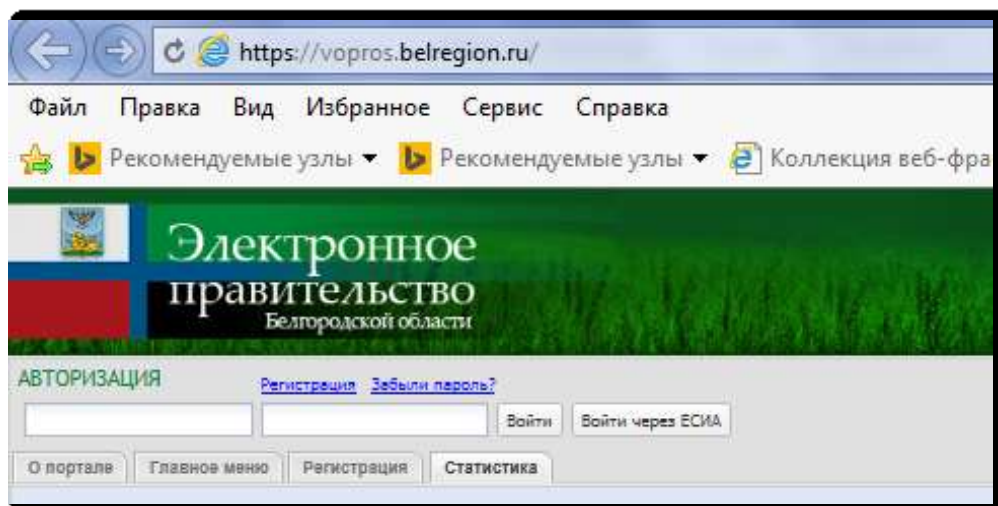 https://vopros.belregion.ru/
Файл Правка Вид Избранное Сервис Справка
Рекомендуемые узлы Рекомендуемые узлы Коллекция веб-фра
Электронное
правительство
Белгородской области
АВТОРИЗАЦИЯ Регистрация Забыли пароль?
Войти Войти через ЕСИА
О портале Главное меню Регистрация Статистика